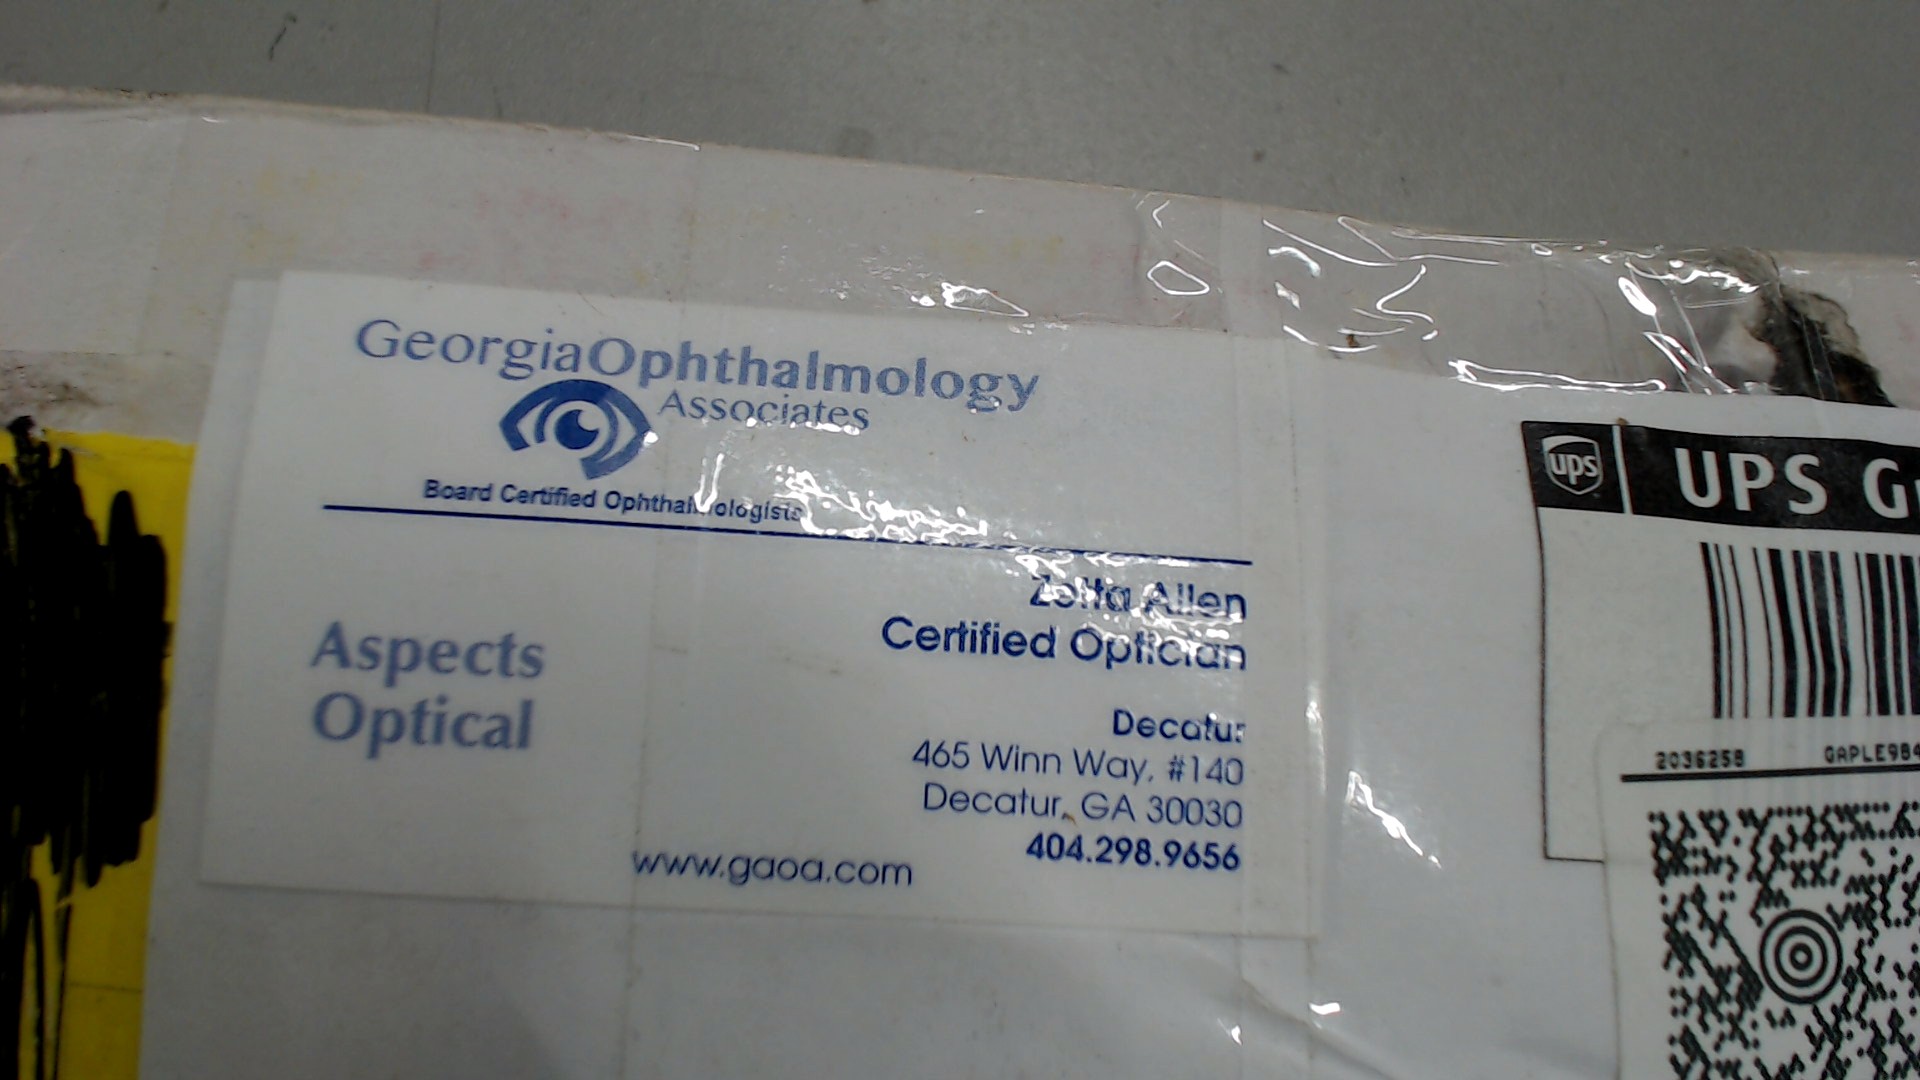 GeorgiaOphthalmology
Associates
Board Certified Ophthalmologists
Zetta Allen
Certified Optician
Aspects
Optical
Decatur
465 Winn Way, #140
Decatur, GA 30030
404.298.9656
www.gaoa.com
ups
UPS
2036258